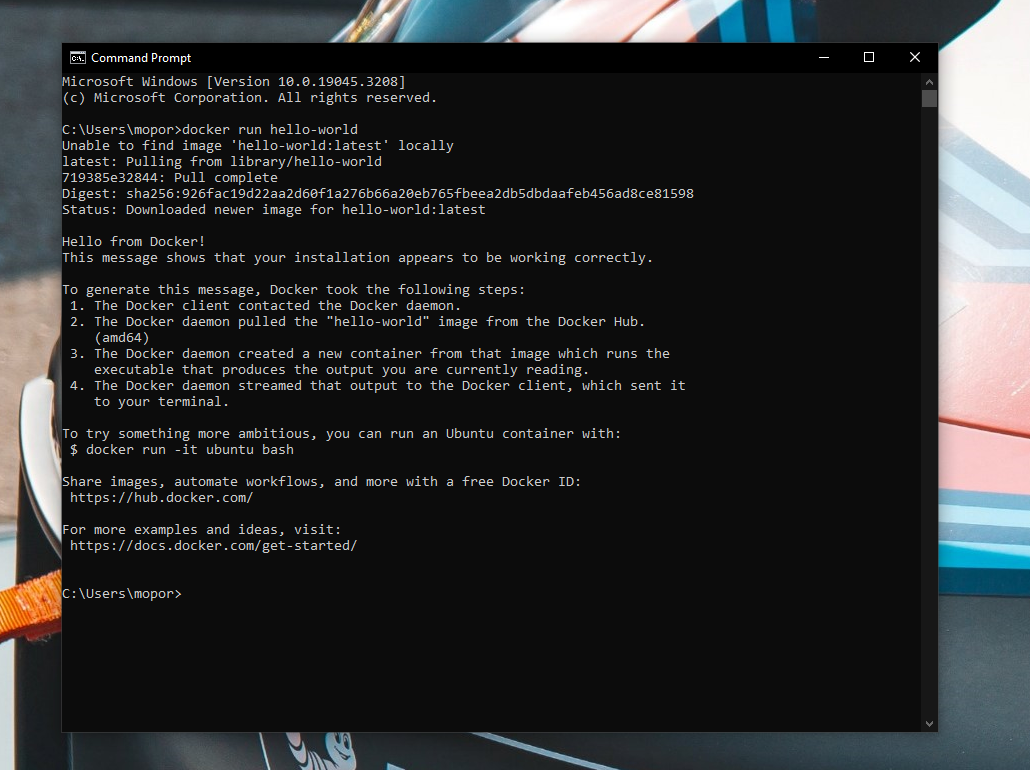 Command Prompt
Microsoft Windows [Version 10.0.19045.3208]
(c) Microsoft Corporation. All rights reserved.
C:\Users\mopor>docker run hello-world
Unable to find image 'hello-world:latest' locally
latest: Pulling from library/hello-world
719385e32844: Pull complete
Digest: sha256:926fac19d22aa2d60f1a276b66a20eb765fbeea2db5dbdaafeb456ad8ce81598
Status: Downloaded newer image for hello-world:latest
Hello from Docker!
This message shows that your installation appears to be working correctly.
To generate this message, Docker took the following steps:
1. The Docker client contacted the Docker daemon.
2. The Docker daemon pulled the "hello-world" image from the Docker Hub.
(amd64)
3. The Docker daemon created a new container from that image which runs the
executable that produces the output you are currently reading.
4. The Docker daemon streamed that output to the Docker client, which sent it
to your terminal.
To try something more ambitious, you can run an Ubuntu container with:
$ docker run -it ubuntu bash
Share images, automate workflows, and more with a free Docker ID:
https://hub.docker.com/
For more examples and ideas, visit:
https://docs.docker.com/get-started/
C:\Users\mopor>